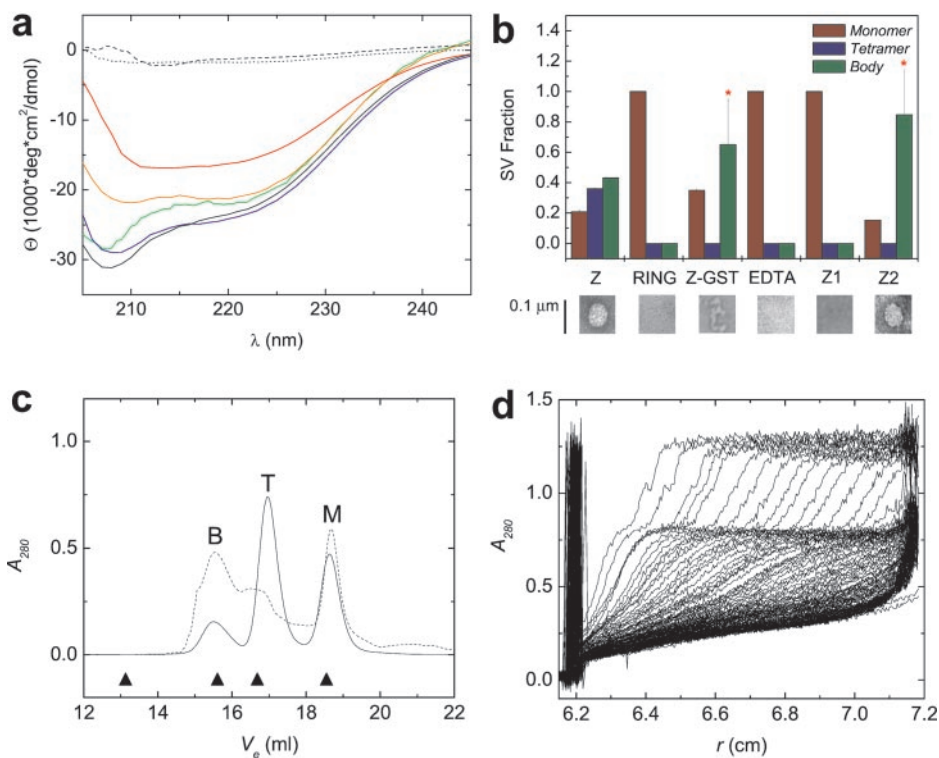 a
Θ (1000*deg*cm²/dmol)
0
-10
-20
-30
210 220 230 240
λ (nm)
b
Monomer
Tetramer
Body
SV Fraction
1.4
1.2
1.0
0.8
0.6
0.4
0.2
0.0
*
*
Z RING Z-GST EDTA Z1 Z2
0.1 μm
c
A280
1.0
0.5
0.0
B
T
M
12 14 16 18 20 22
Ve (ml)
d
A280
1.5
1.0
0.5
0.0
6.2 6.4 6.6 6.8 7.0 7.2
r (cm)